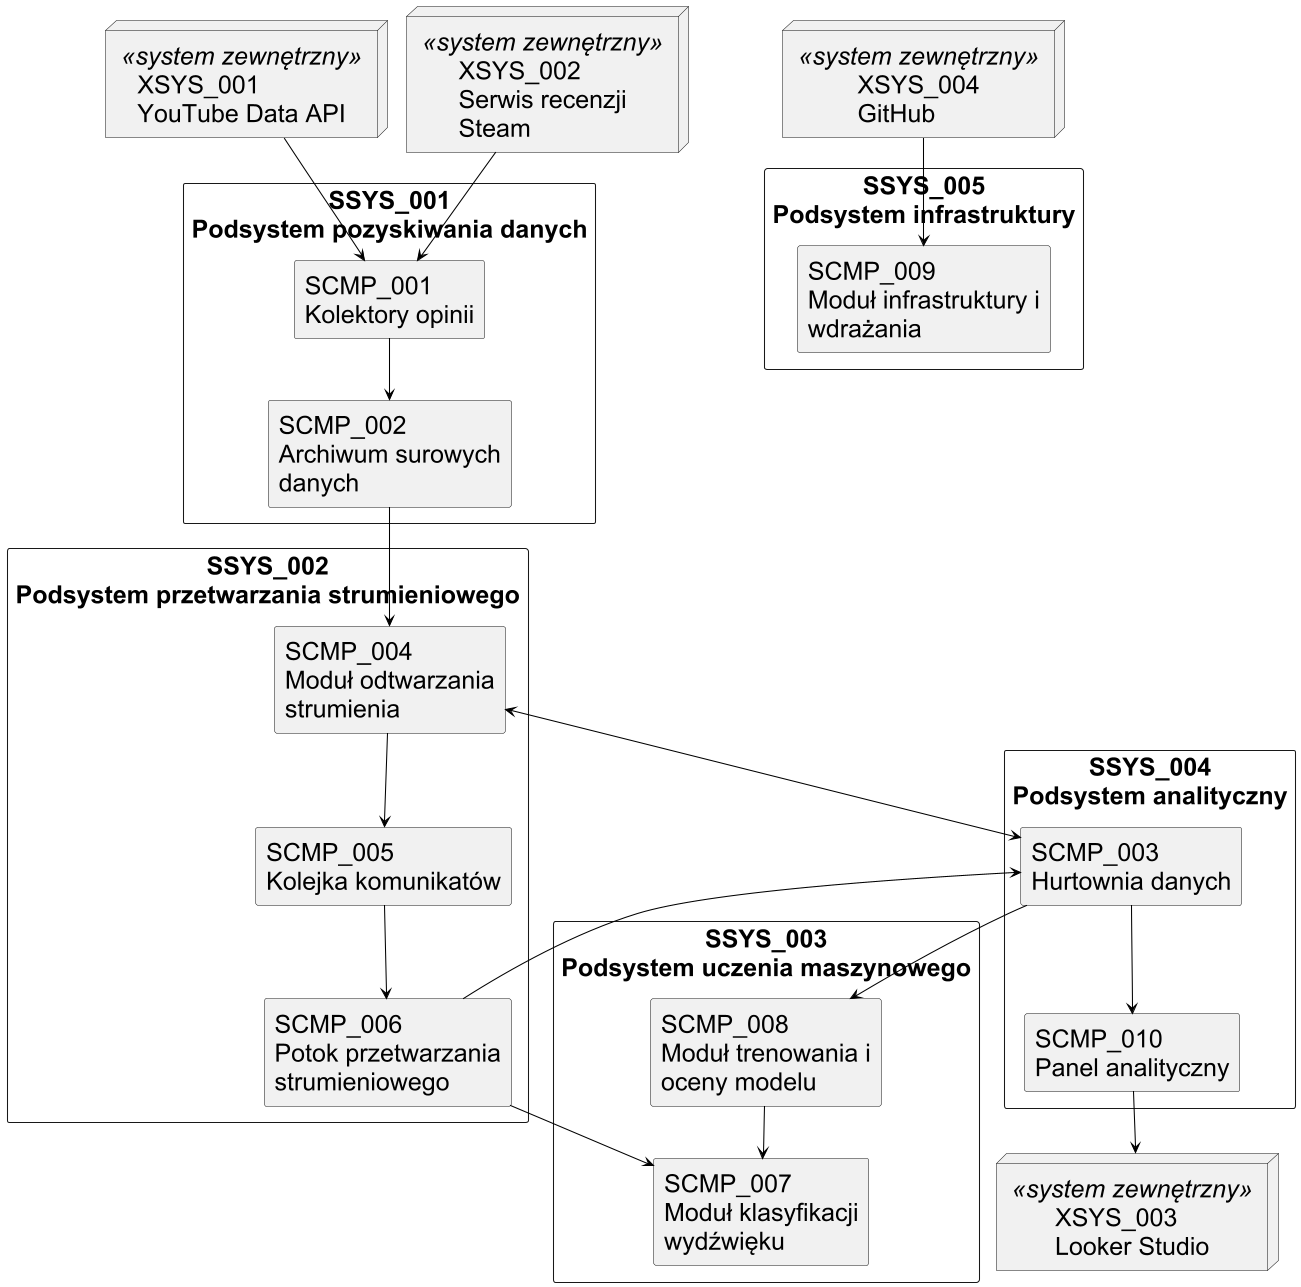 «system zewnętrzny»
XSYS_001
YouTube Data API
«system zewnętrzny»
XSYS_002
Serwis recenzji
Steam
«system zewnętrzny»
XSYS_004
GitHub
SSYS_001
Podsystem pozyskiwania danych
SCMP_001
Kolektory opinii
SCMP_002
Archiwum surowych
danych
SSYS_005
Podsystem infrastruktury
SCMP_009
Moduł infrastruktury i
wdrażania
SSYS_002
Podsystem przetwarzania strumieniowego
SCMP_004
Moduł odtwarzania
strumienia
SCMP_005
Kolejka komunikatów
SCMP_006
Potok przetwarzania
strumieniowego
SSYS_004
Podsystem analityczny
SCMP_003
Hurtownia danych
SCMP_010
Panel analityczny
SSYS_003
Podsystem uczenia maszynowego
SCMP_008
Moduł trenowania i
oceny modelu
SCMP_007
Moduł klasyfikacji
wydźwięku
«system zewnętrzny»
XSYS_003
Looker Studio